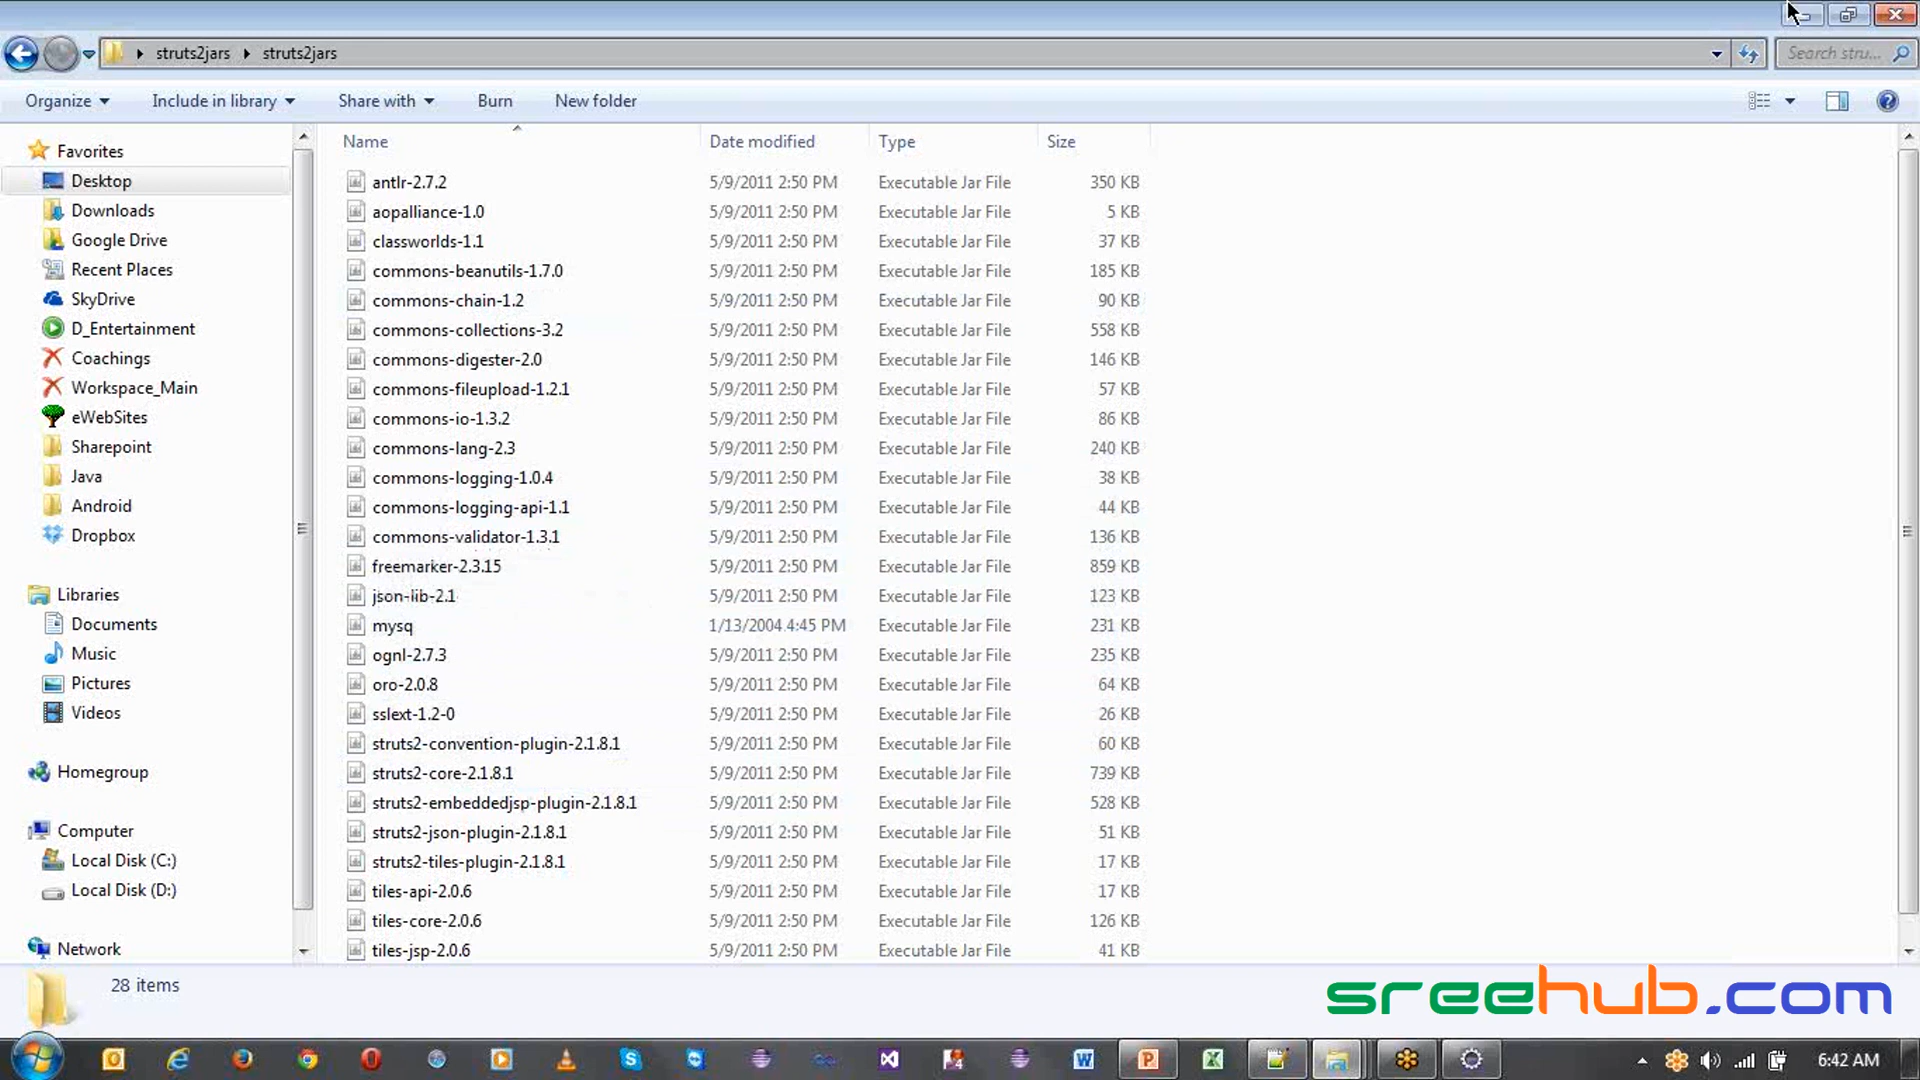 struts2jars struts2jars
Search stru...
Organize Include in library Share with Burn New folder
Name Date modified Type Size
Favorites
Desktop
Downloads
Google Drive
Recent Places
SkyDrive
D_Entertainment
Coachings
Workspace_Main
eWebSites
Sharepoint
Java
Android
Dropbox
Libraries
Documents
Music
Pictures
Videos
Homegroup
Computer
Local Disk (C:)
Local Disk (D:)
Network
antlr-2.7.2 5/9/2011 2:50 PM Executable Jar File 350 KB
aopalliance-1.0 5/9/2011 2:50 PM Executable Jar File 5 KB
classworlds-1.1 5/9/2011 2:50 PM Executable Jar File 37 KB
commons-beanutils-1.7.0 5/9/2011 2:50 PM Executable Jar File 185 KB
commons-chain-1.2 5/9/2011 2:50 PM Executable Jar File 90 KB
commons-collections-3.2 5/9/2011 2:50 PM Executable Jar File 558 KB
commons-digester-2.0 5/9/2011 2:50 PM Executable Jar File 146 KB
commons-fileupload-1.2.1 5/9/2011 2:50 PM Executable Jar File 57 KB
commons-io-1.3.2 5/9/2011 2:50 PM Executable Jar File 86 KB
commons-lang-2.3 5/9/2011 2:50 PM Executable Jar File 240 KB
commons-logging-1.0.4 5/9/2011 2:50 PM Executable Jar File 38 KB
commons-logging-api-1.1 5/9/2011 2:50 PM Executable Jar File 44 KB
commons-validator-1.3.1 5/9/2011 2:50 PM Executable Jar File 136 KB
freemarker-2.3.15 5/9/2011 2:50 PM Executable Jar File 859 KB
json-lib-2.1 5/9/2011 2:50 PM Executable Jar File 123 KB
mysq 1/13/2004 4:45 PM Executable Jar File 231 KB
ognl-2.7.3 5/9/2011 2:50 PM Executable Jar File 235 KB
oro-2.0.8 5/9/2011 2:50 PM Executable Jar File 64 KB
sslext-1.2-0 5/9/2011 2:50 PM Executable Jar File 26 KB
struts2-convention-plugin-2.1.8.1 5/9/2011 2:50 PM Executable Jar File 60 KB
struts2-core-2.1.8.1 5/9/2011 2:50 PM Executable Jar File 739 KB
struts2-embeddedjsp-plugin-2.1.8.1 5/9/2011 2:50 PM Executable Jar File 528 KB
struts2-json-plugin-2.1.8.1 5/9/2011 2:50 PM Executable Jar File 51 KB
struts2-tiles-plugin-2.1.8.1 5/9/2011 2:50 PM Executable Jar File 17 KB
tiles-api-2.0.6 5/9/2011 2:50 PM Executable Jar File 17 KB
tiles-core-2.0.6 5/9/2011 2:50 PM Executable Jar File 126 KB
tiles-jsp-2.0.6 5/9/2011 2:50 PM Executable Jar File 41 KB
28 items
sreehub.com
6:42 AM